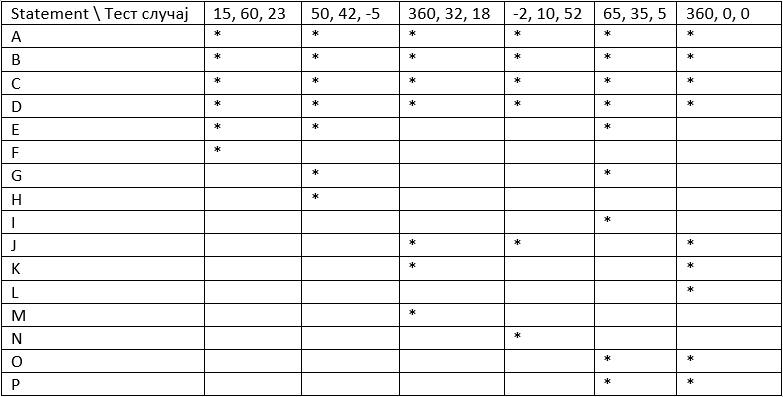 Statement \ Тест случај 15, 60, 23 50, 42, -5 360, 32, 18 -2, 10, 52 65, 35, 5 360, 0, 0
A * * * * * *
B * * * * * *
C * * * * * *
D * * * * * *
E * * *
F *
G * *
H *
I *
J * * *
K * *
L *
M *
N *
O * *
P * *